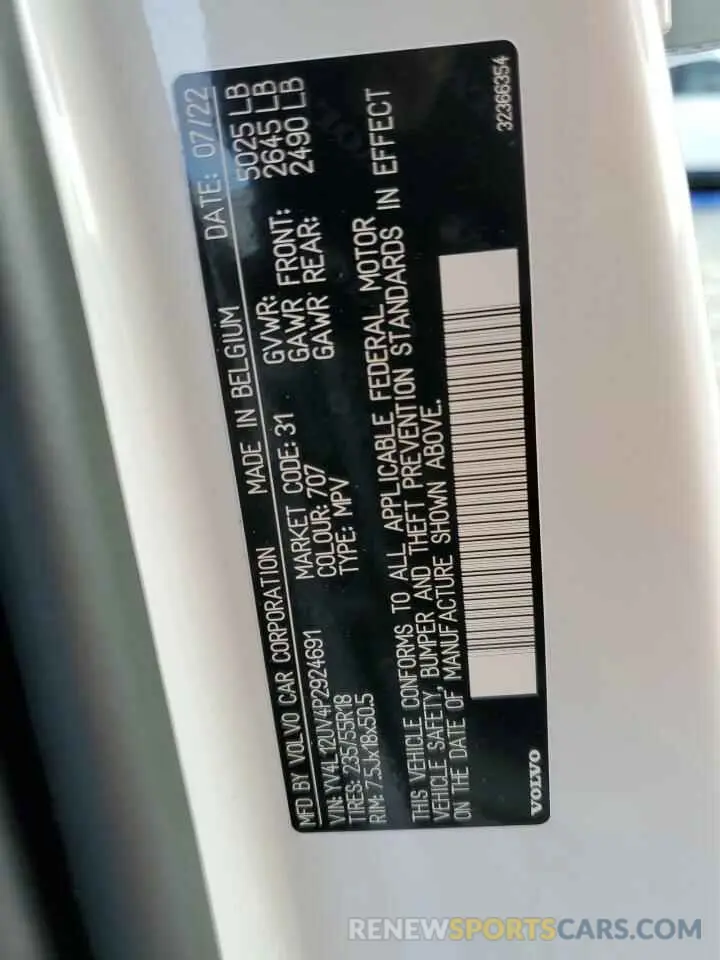 MFD BY VOLVO CAR CORPORATION MADE IN BELGIUM DATE: 07/22
VIN: YV4L12UV4P2924691 MARKET CODE: 31 GVWR: 5025 LB
TIRES: 235/55R18 COLOUR: 707 GAWR FRONT: 2645 LB
RIM: 7.5Jx18x50.5 TYPE: MPV GAWR REAR: 2490 LB
THIS VEHICLE CONFORMS TO ALL APPLICABLE FEDERAL MOTOR
VEHICLE SAFETY, BUMPER AND THEFT PREVENTION STANDARDS IN EFFECT
ON THE DATE OF MANUFACTURE SHOWN ABOVE.
VOLVO 32366354
RENEWSPORTSCARS.COM